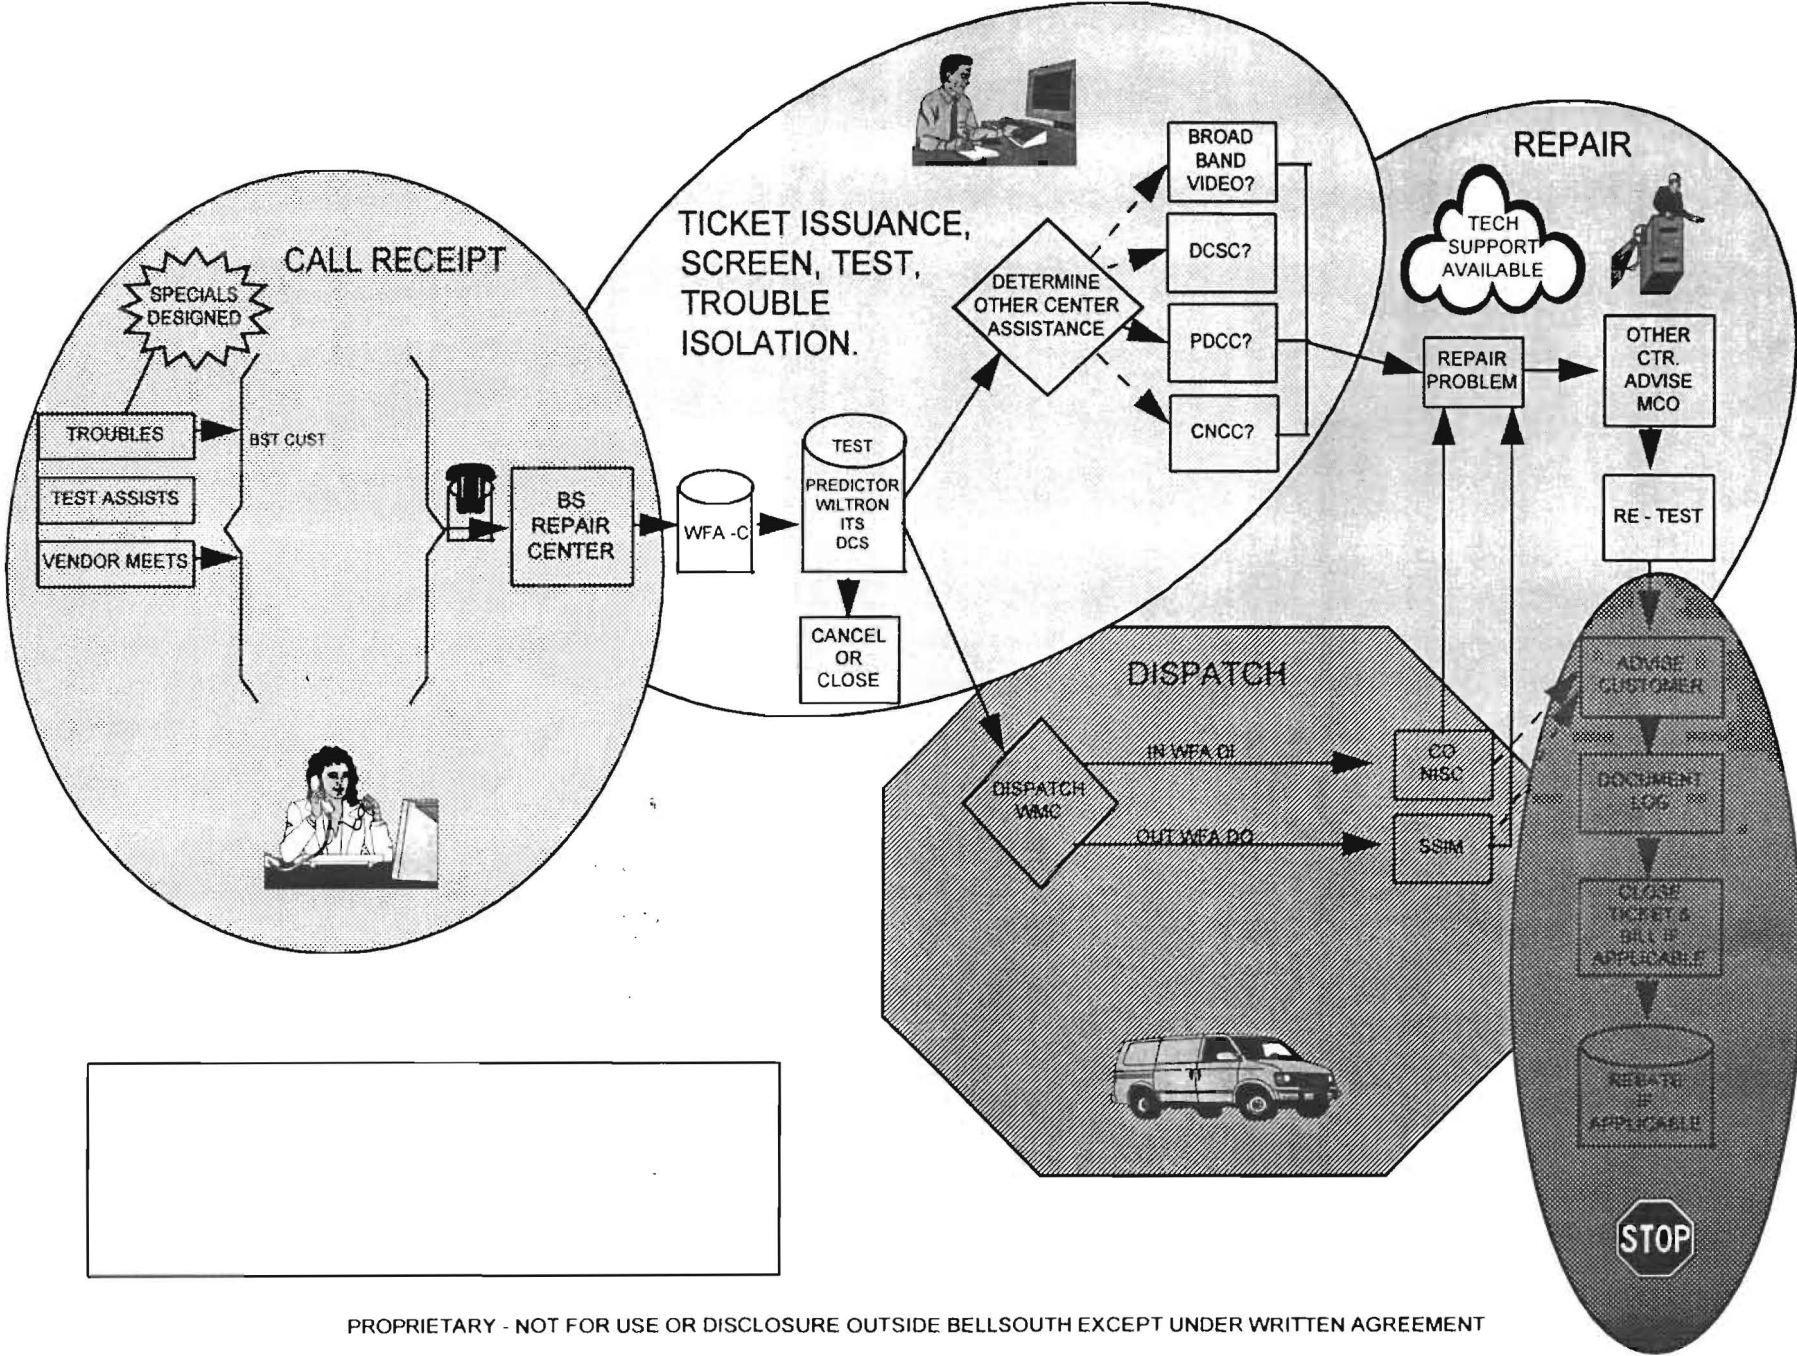 CALL RECEIPT
SPECIALS
DESIGNED
TROUBLES
TEST ASSISTS
VENDOR MEETS
BST CUST
BS
REPAIR
CENTER
TICKET ISSUANCE,
SCREEN, TEST,
TROUBLE
ISOLATION.
WFA -C
TEST
PREDICTOR
WILTRON
ITS
DCS
CANCEL
OR
CLOSE
DETERMINE
OTHER CENTER
ASSISTANCE
BROAD
BAND
VIDEO?
DCSC?
PDCC?
CNCC?
REPAIR
TECH
SUPPORT
AVAILABLE
REPAIR
PROBLEM
OTHER
CTR.
ADVISE
MCO
RE - TEST
DISPATCH
DISPATCH
WMC
IN WFA DI
OUT WFA DO
CO
NISC
SSIM
ADVISE
CUSTOMER
DOCUMENT
LOG
CLOSE
TICKET &
BILL IF
APPLICABLE
REBATE
IF
APPLICABLE
STOP
PROPRIETARY - NOT FOR USE OR DISCLOSURE OUTSIDE BELLSOUTH EXCEPT UNDER WRITTEN AGREEMENT